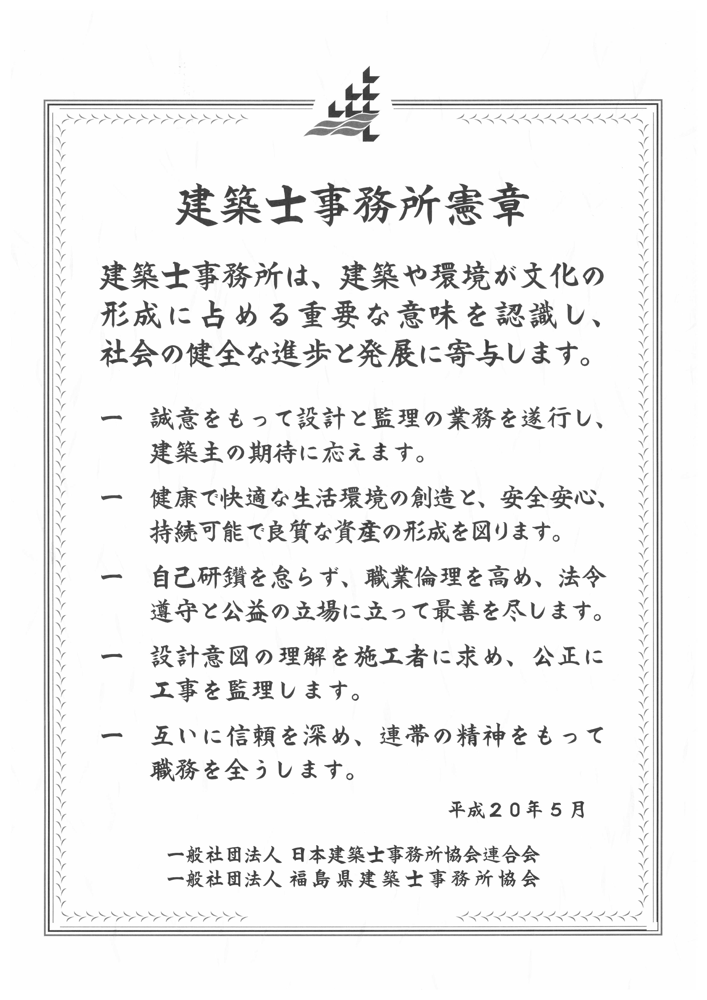 建築士事務所憲章
建築士事務所は、建築や環境が文化の
形成に占める重要な意味を認識し、
社会の健全な進歩と発展に寄与します。
一　誠意をもって設計と監理の業務を遂行し、
建築主の期待に応えます。
一　健康で快適な生活環境の創造と、安全安心、
持続可能で良質な資産の形成を図ります。
一　自己研鑽を怠らず、職業倫理を高め、法令
遵守と公益の立場に立って最善を尽します。
一　設計意図の理解を施工者に求め、公正に
工事を監理します。
一　互いに信頼を深め、連帯の精神をもって
職務を全うします。
平成２０年５月
一般社団法人 日本建築士事務所協会連合会
一般社団法人 福島県建築士事務所協会